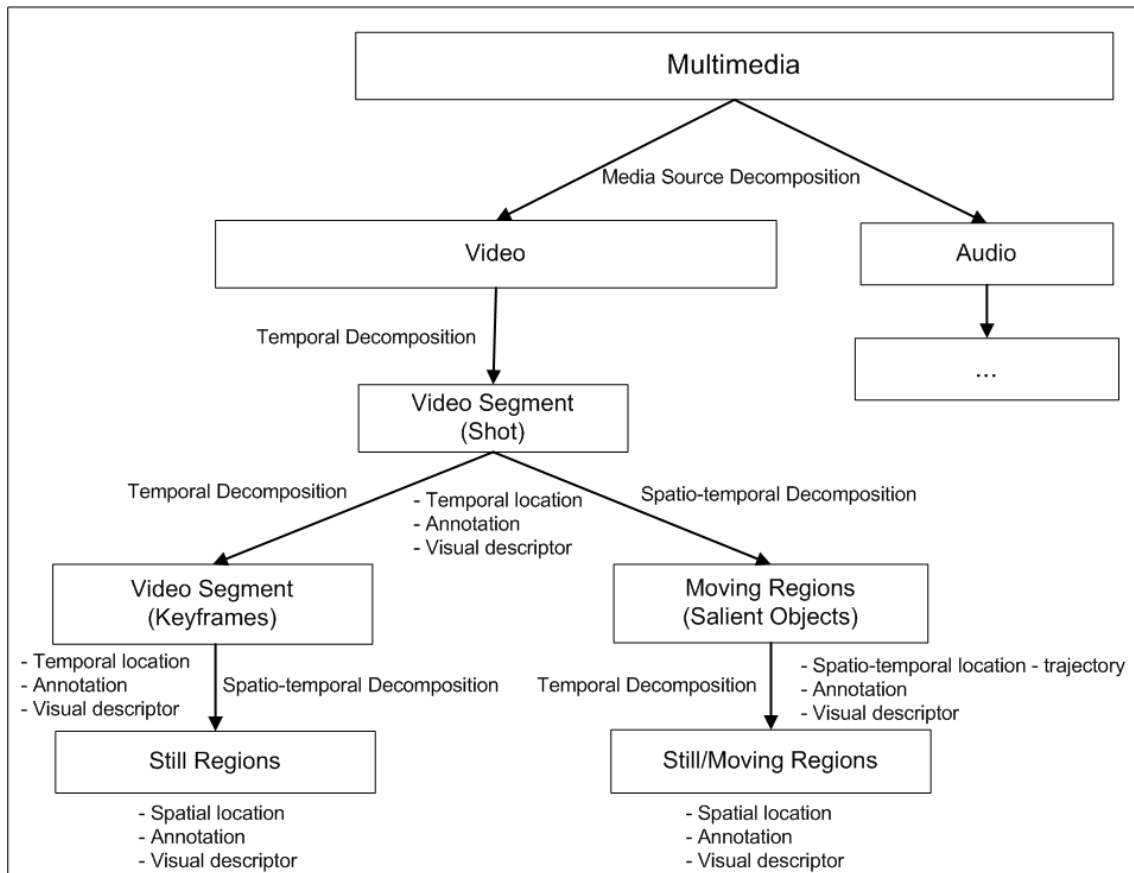 Multimedia
Media Source Decomposition
Video
Audio
Temporal Decomposition
...
Video Segment
(Shot)
Temporal Decomposition
- Temporal location
- Annotation
- Visual descriptor
Spatio-temporal Decomposition
Video Segment
(Keyframes)
Moving Regions
(Salient Objects)
- Temporal location
- Annotation
- Visual descriptor
Spatio-temporal Decomposition
Temporal Decomposition
- Spatio-temporal location - trajectory
- Annotation
- Visual descriptor
Still Regions
Still/Moving Regions
- Spatial location
- Annotation
- Visual descriptor
- Spatial location
- Annotation
- Visual descriptor